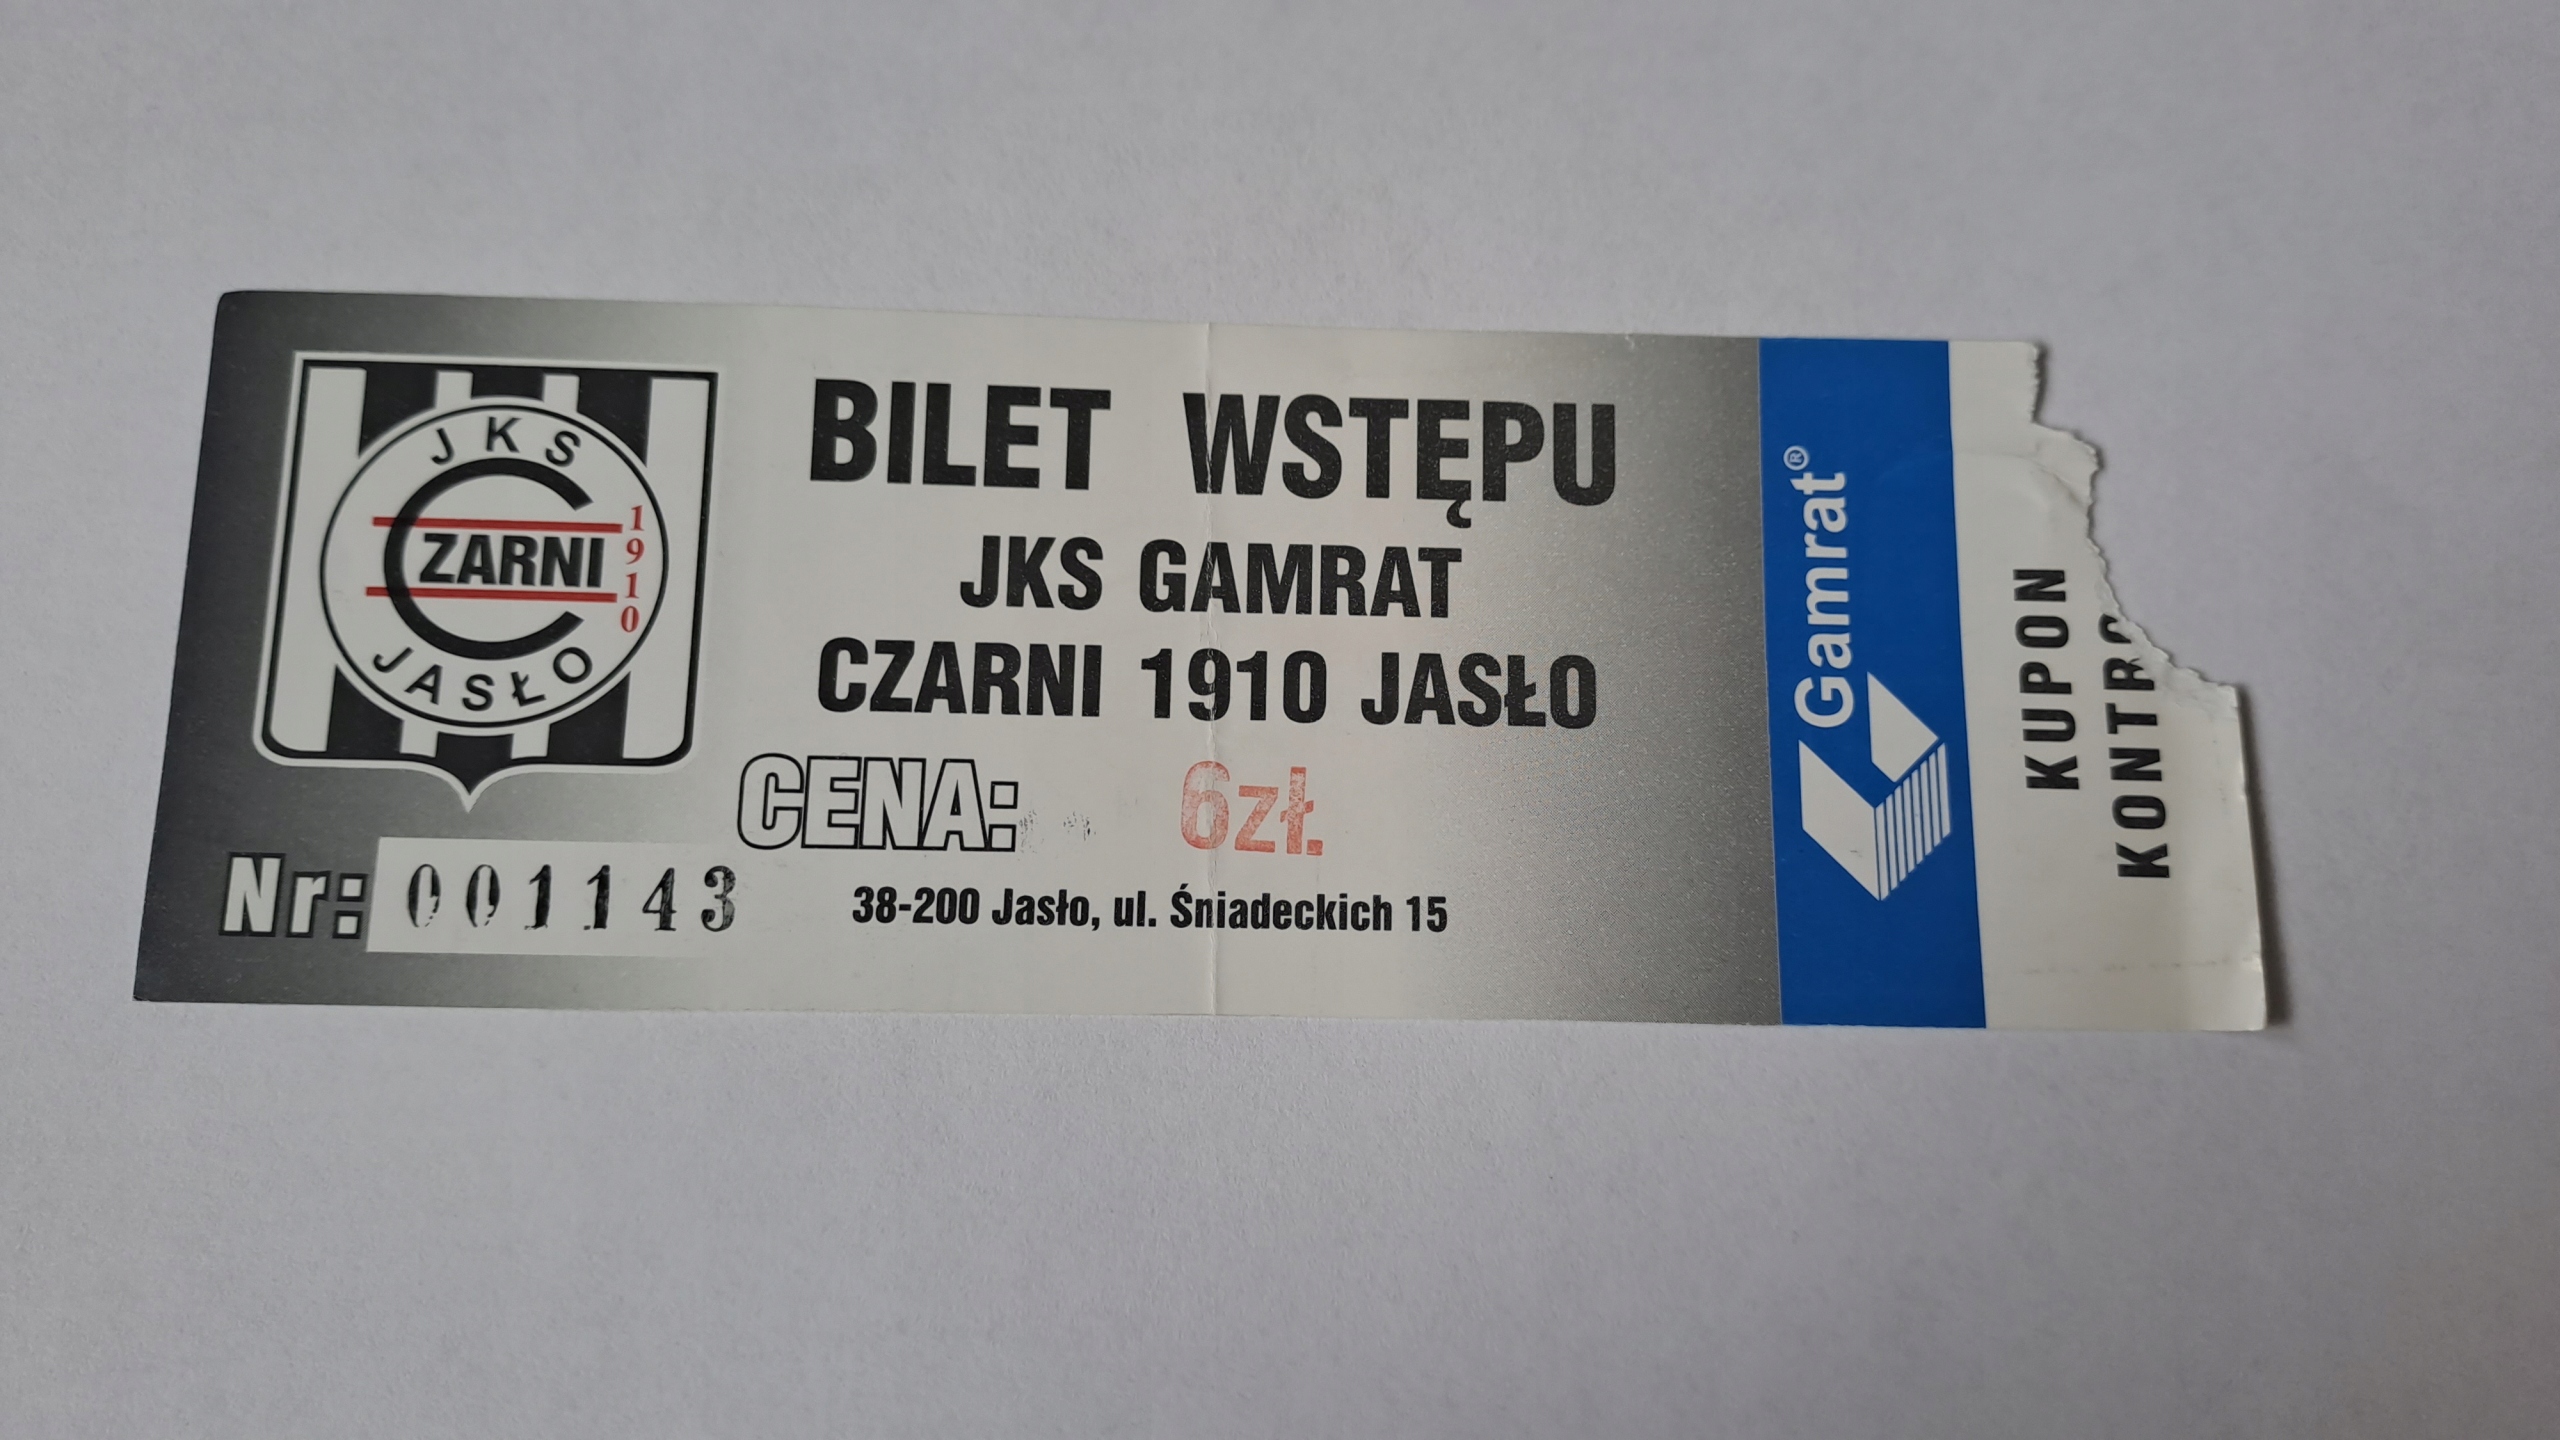 JKS
CZARNI
1910
JASŁO
BILET WSTĘPU
JKS GAMRAT
CZARNI 1910 JASŁO
CENA: 6zł.
Nr: 001143
38-200 Jasło, ul. Śniadeckich 15
Gamrat®
KUPON